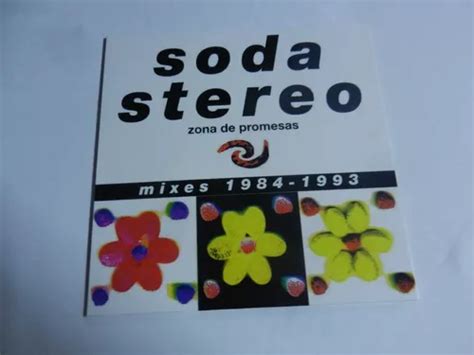 soda
stereo
zona de promesas
mixes 1984-1993